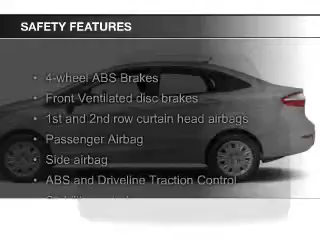 SAFETY FEATURES
• 4-wheel ABS Brakes
• Front Ventilated disc brakes
• 1st and 2nd row curtain head airbags
• Passenger Airbag
• Side airbag
• ABS and Driveline Traction Control